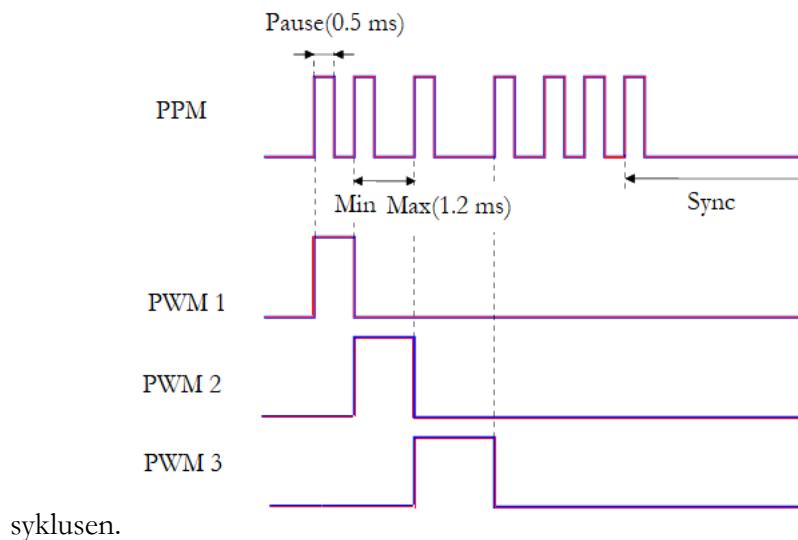 Pause(0.5 ms)
PPM
Min Max(1.2 ms)
Sync
PWM 1
PWM 2
PWM 3
syklusen.